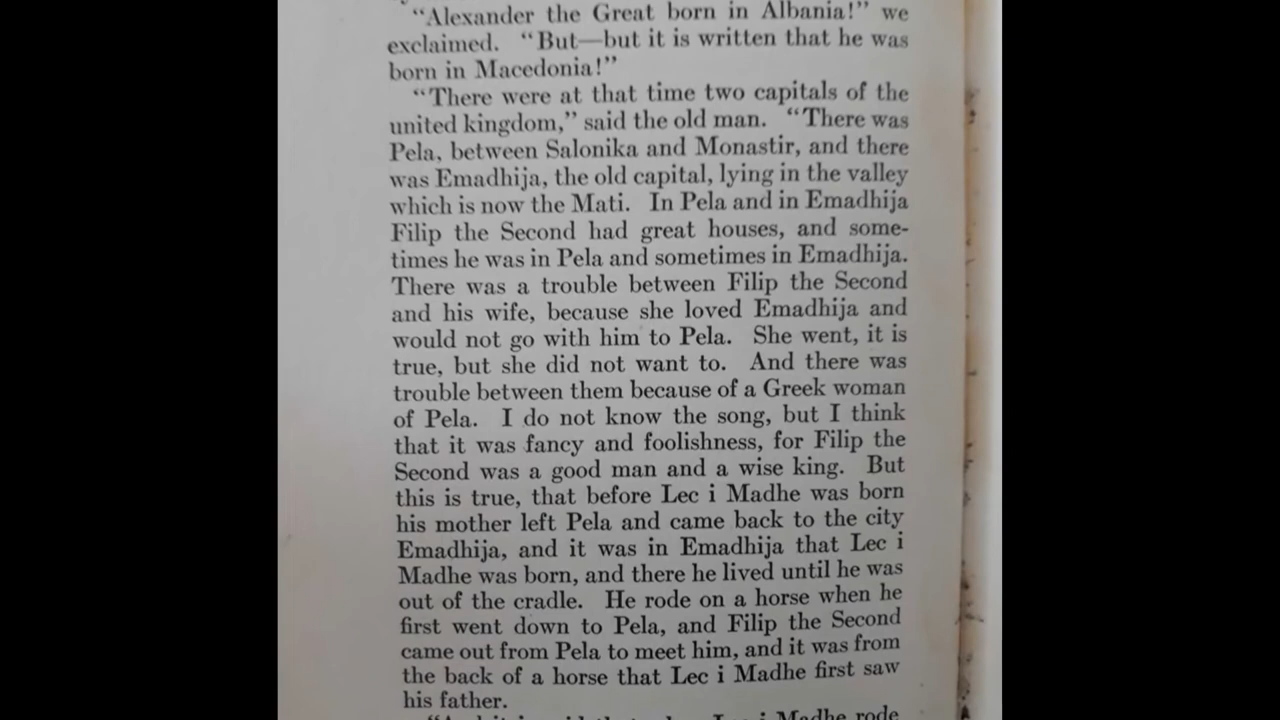 “Alexander the Great born in Albania!” we
exclaimed. “But—but it is written that he was
born in Macedonia!”
“There were at that time two capitals of the
united kingdom,” said the old man. “There was
Pela, between Salonika and Monastir, and there
was Emadhija, the old capital, lying in the valley
which is now the Mati. In Pela and in Emadhija
Filip the Second had great houses, and some-
times he was in Pela and sometimes in Emadhija.
There was a trouble between Filip the Second
and his wife, because she loved Emadhija and
would not go with him to Pela. She went, it is
true, but she did not want to. And there was
trouble between them because of a Greek woman
of Pela. I do not know the song, but I think
that it was fancy and foolishness, for Filip the
Second was a good man and a wise king. But
this is true, that before Lec i Madhe was born
his mother left Pela and came back to the city
Emadhija, and it was in Emadhija that Lec i
Madhe was born, and there he lived until he was
out of the cradle. He rode on a horse when he
first went down to Pela, and Filip the Second
came out from Pela to meet him, and it was from
the back of a horse that Lec i Madhe first saw
his father.
Lec i Madhe rode